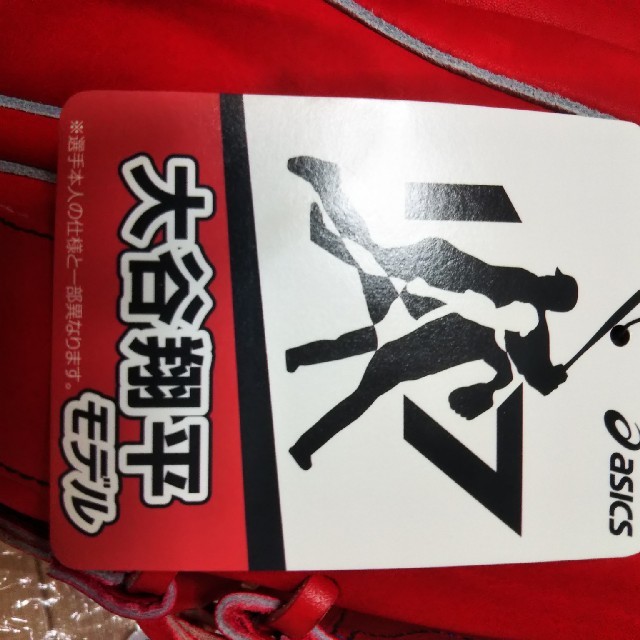 asics
17
大谷翔平
モデル
※選手本人の仕様と一部異なります。